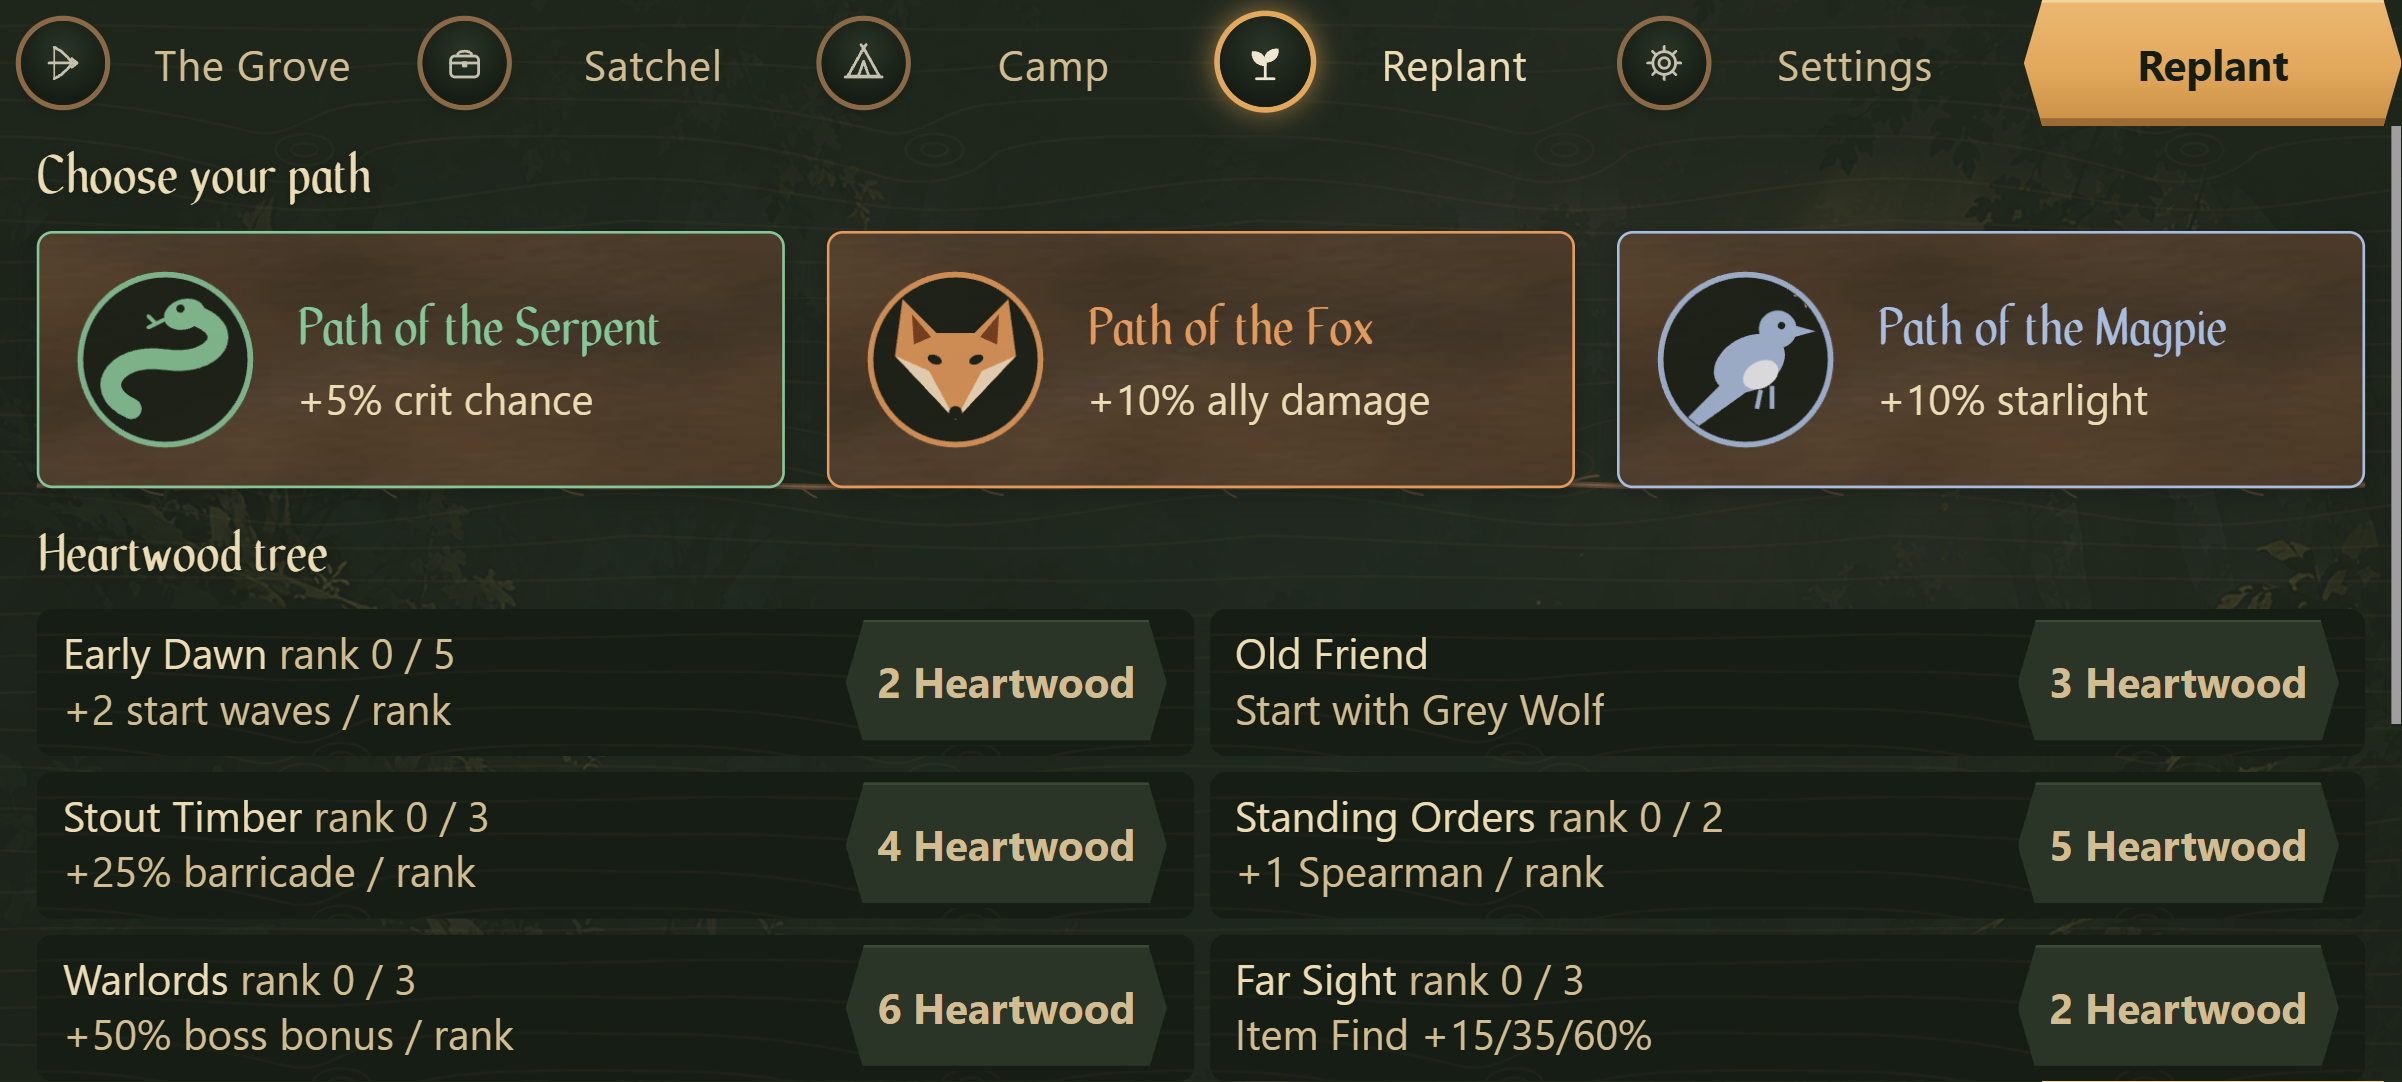 The Grove
Satchel
Camp
Replant
Settings
Replant
Choose your path
Path of the Serpent
+5% crit chance
Path of the Fox
+10% ally damage
Path of the Magpie
+10% starlight
Heartwood tree
Early Dawn rank 0 / 5
+2 start waves / rank
2 Heartwood
Old Friend
Start with Grey Wolf
3 Heartwood
Stout Timber rank 0 / 3
+25% barricade / rank
4 Heartwood
Standing Orders rank 0 / 2
+1 Spearman / rank
5 Heartwood
Warlords rank 0 / 3
+50% boss bonus / rank
6 Heartwood
Far Sight rank 0 / 3
Item Find +15/35/60%
2 Heartwood